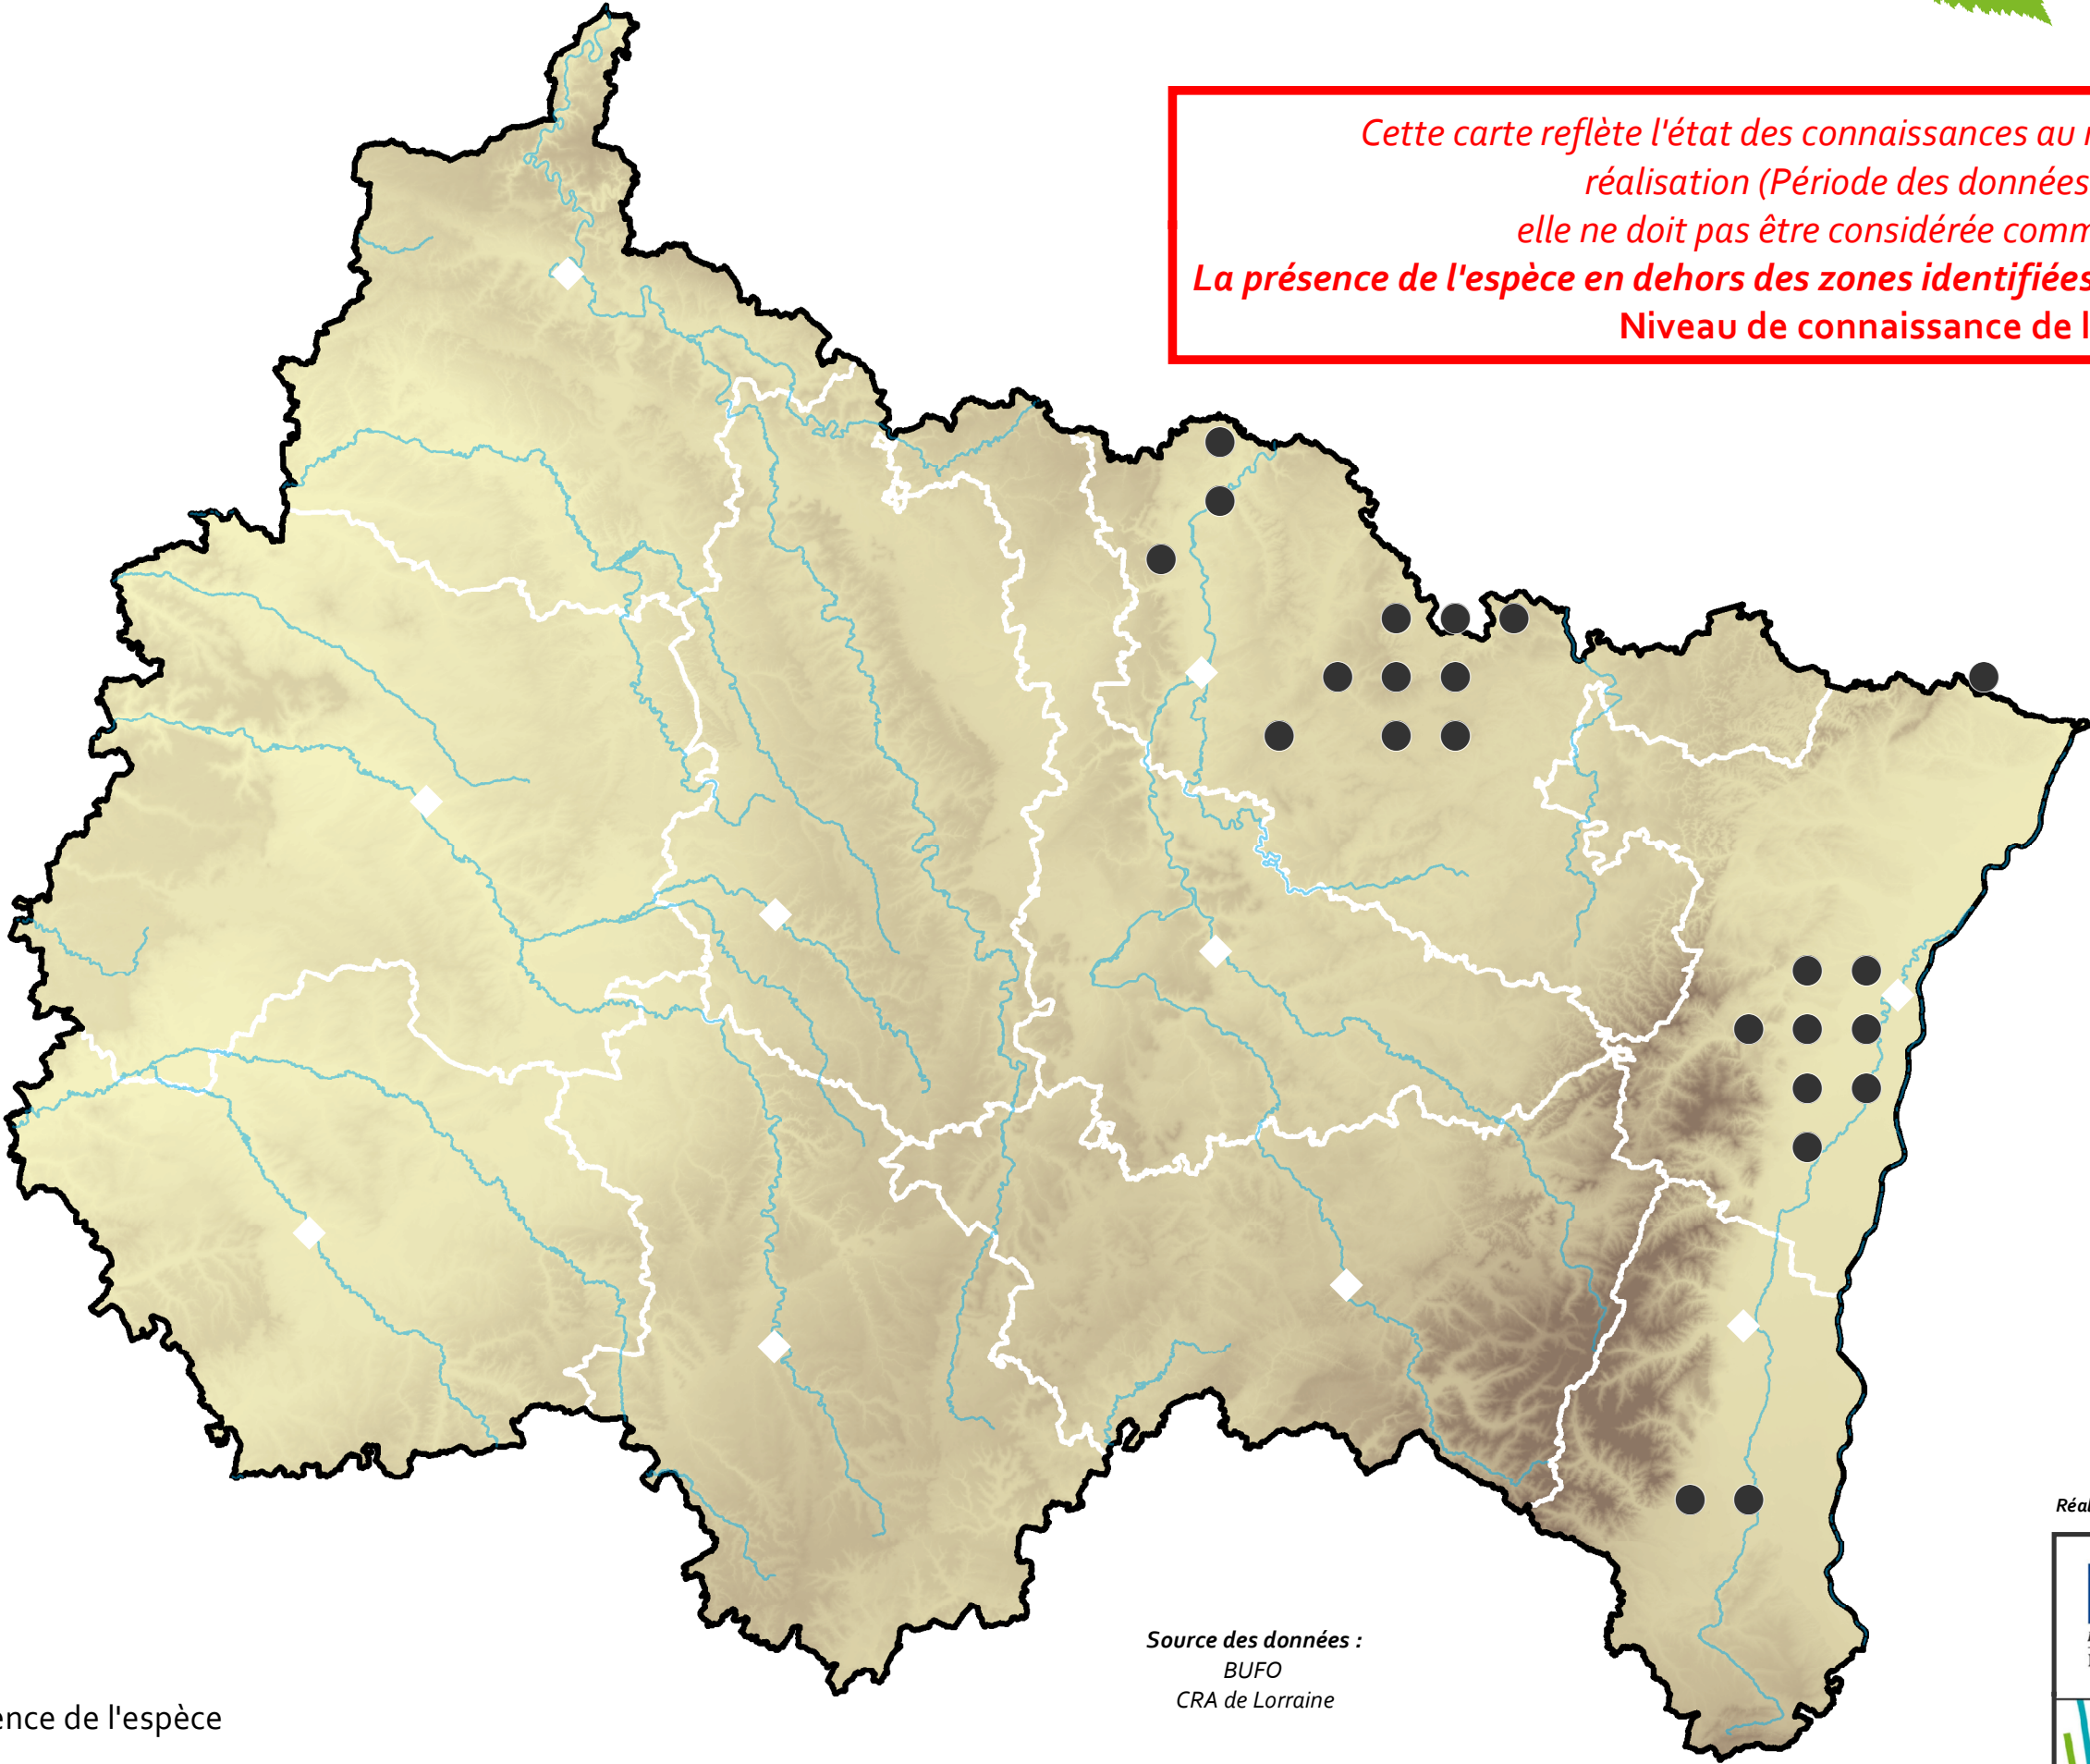 Cette carte reflète l'état des connaissances au
réalisation (Période des données
elle ne doit pas être considérée
La présence de l'espèce en dehors des zones identifiées
Niveau de connaissance de
Source des données :
BUFO
CRA de Lorraine
de l'espèce